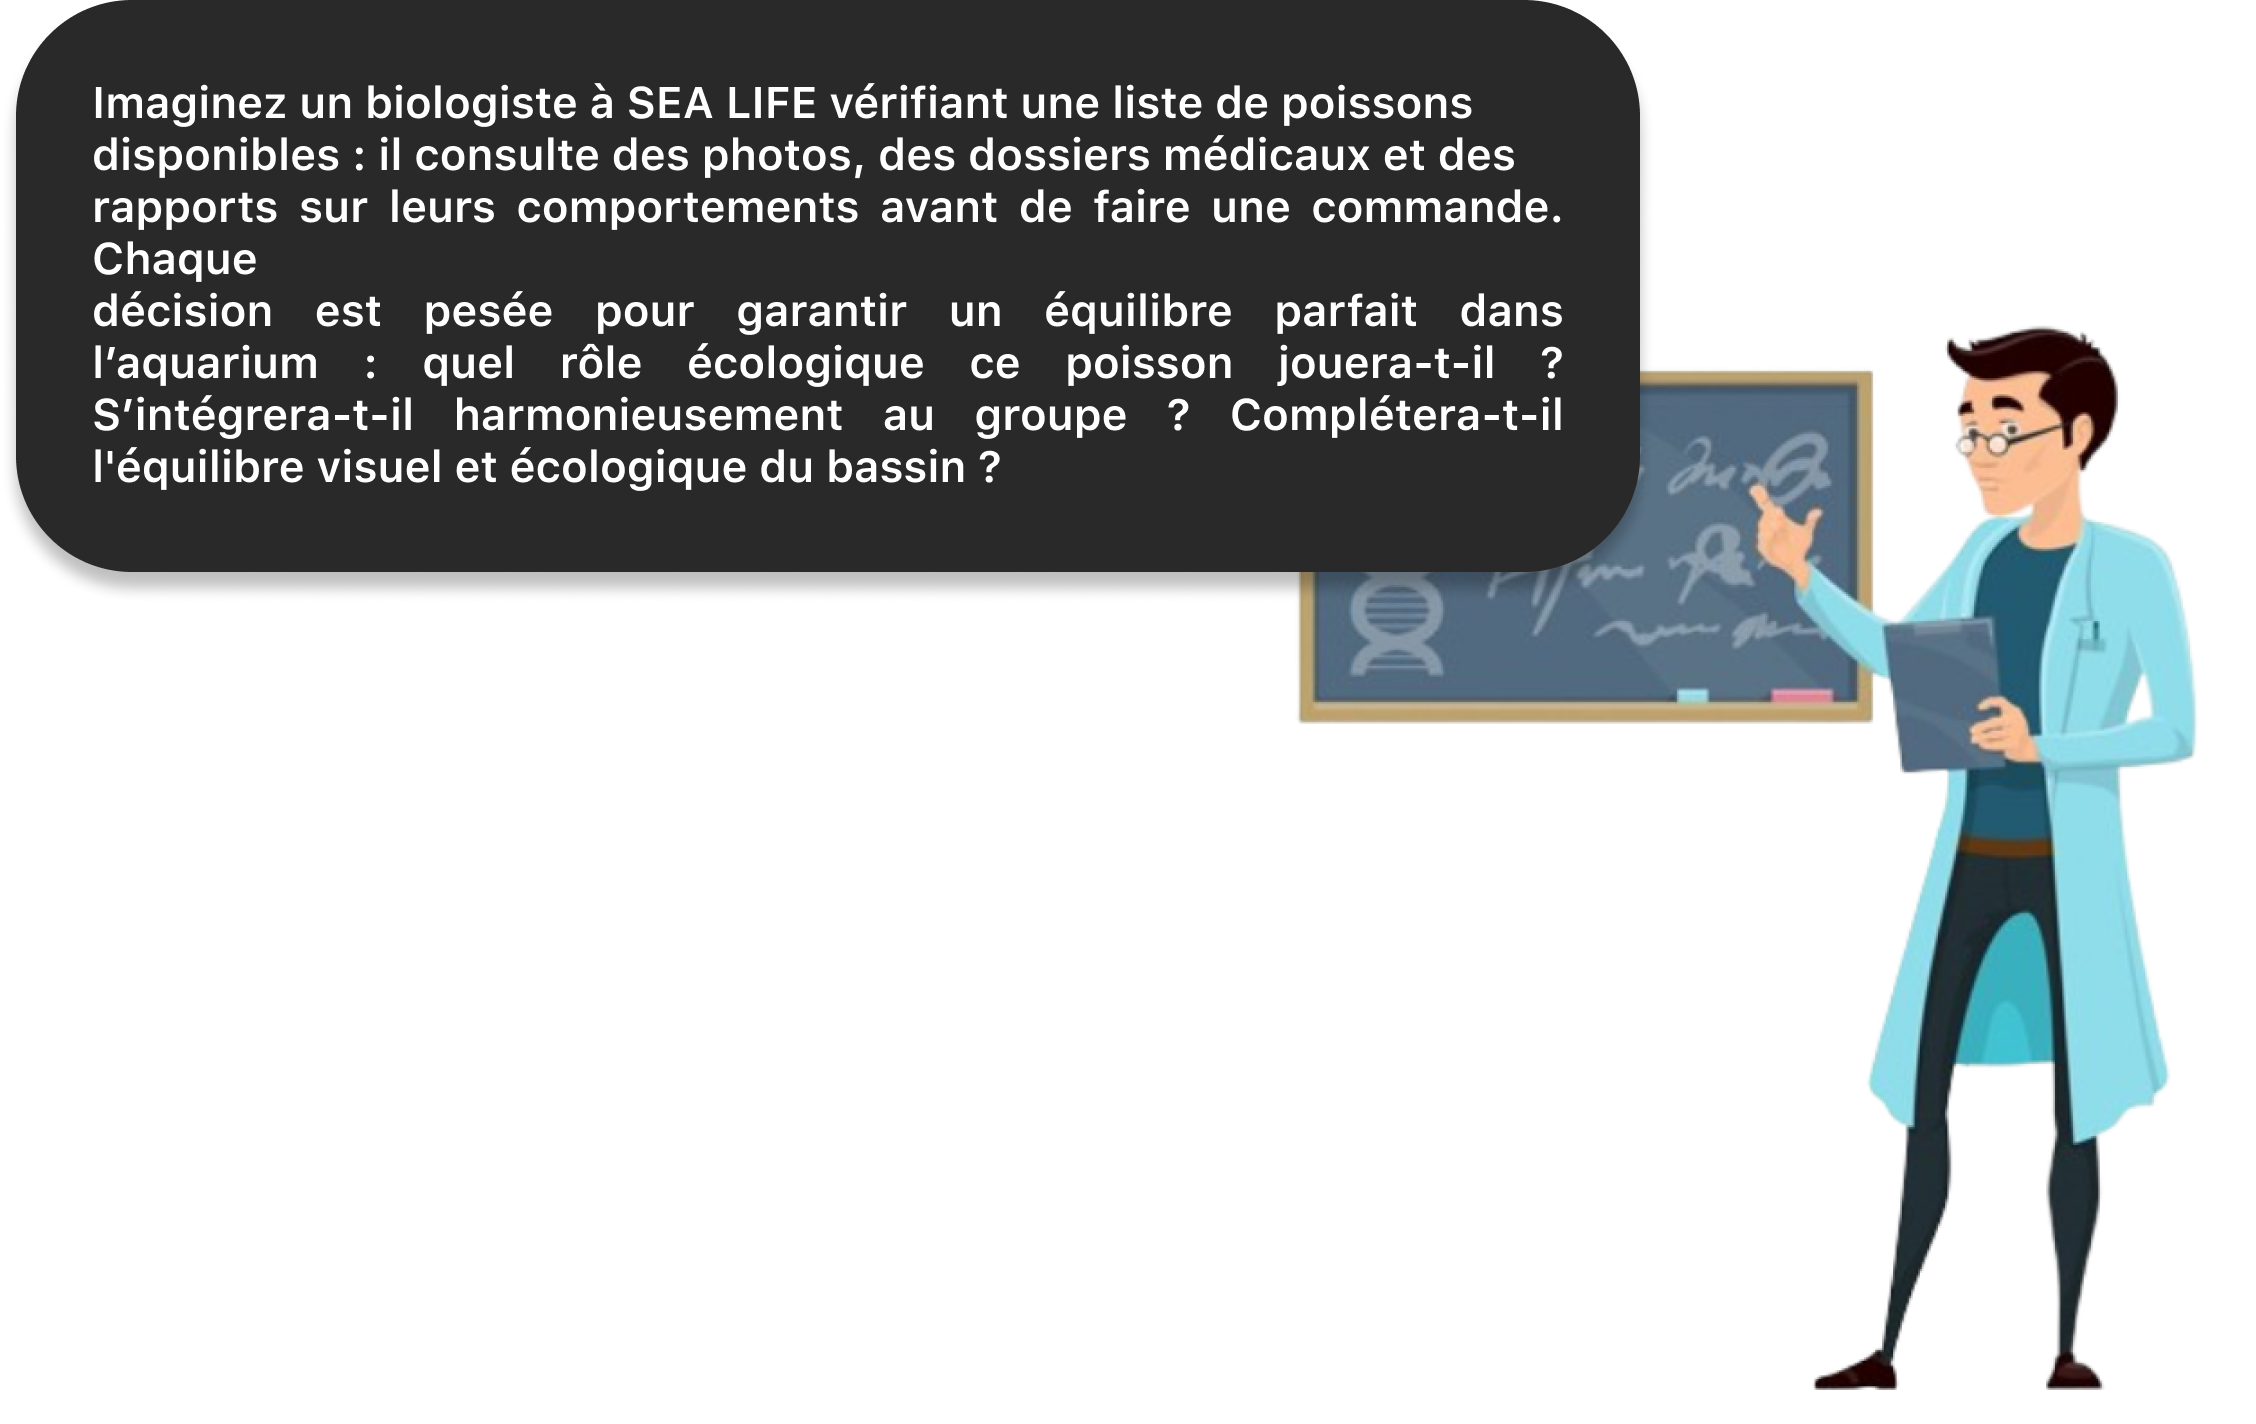 Imaginez un biologiste à SEA LIFE vérifiant une liste de poissons
disponibles : il consulte des photos, des dossiers médicaux et des
rapports sur leurs comportements avant de faire une commande.
Chaque
décision est pesée pour garantir un équilibre parfait dans
l’aquarium : quel rôle écologique ce poisson jouera-t-il ?
S’intégrera-t-il harmonieusement au groupe ? Complétera-t-il
l'équilibre visuel et écologique du bassin ?